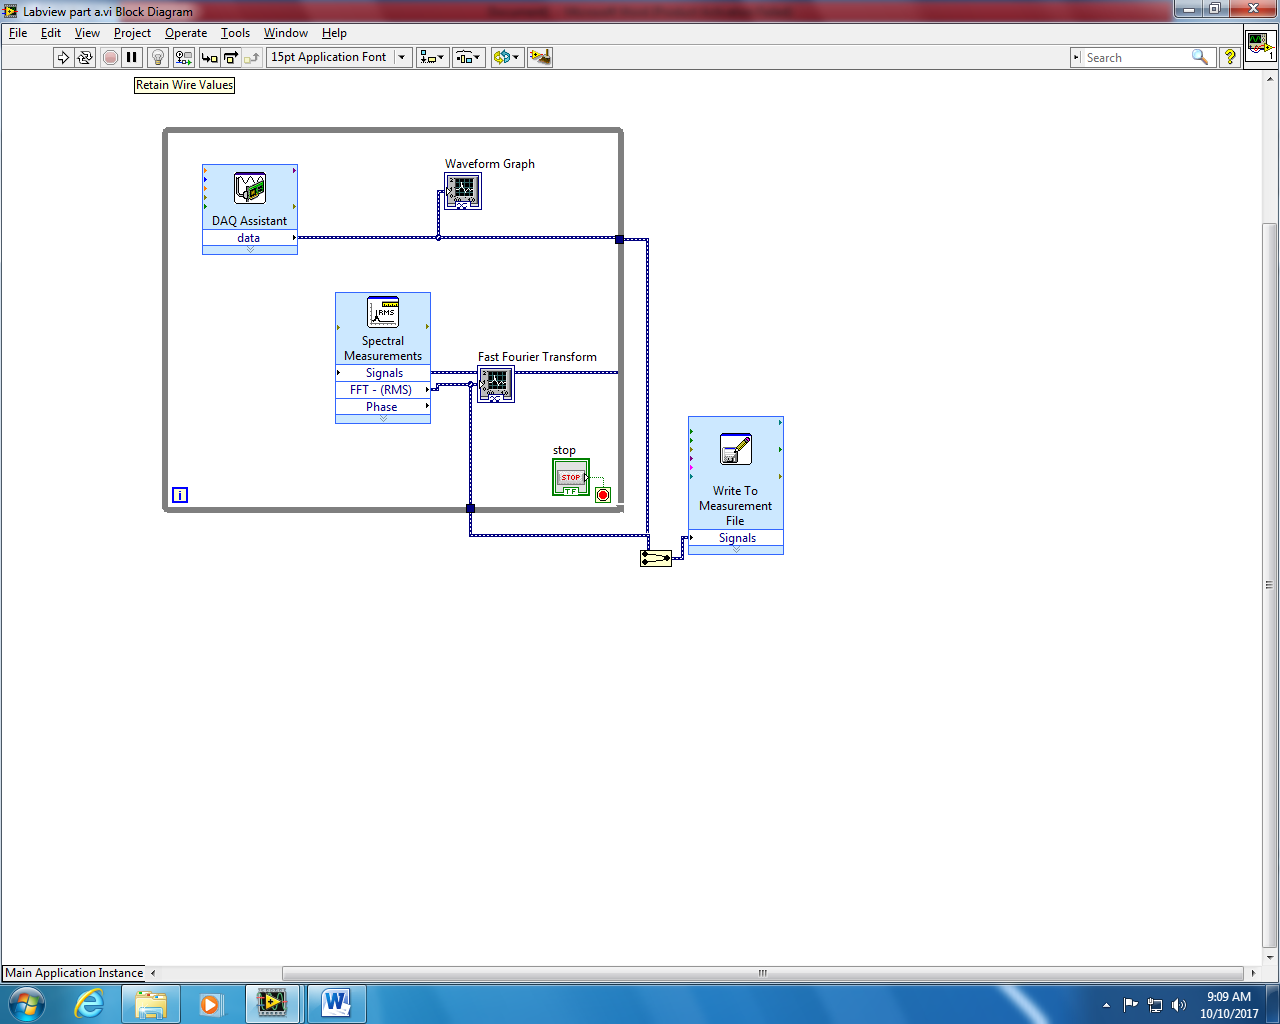 Labview part a.vi Block Diagram
File Edit View Project Operate Tools Window Help
15pt Application Font
Search
?
1
Retain Wire Values
Waveform Graph
DAQ Assistant
data
RMS
Spectral
Measurements
Signals
FFT - (RMS)
Phase
Fast Fourier Transform
stop
STOP
TF
i
Write To
Measurement
File
Signals
Main Application Instance
9:09 AM
10/10/2017